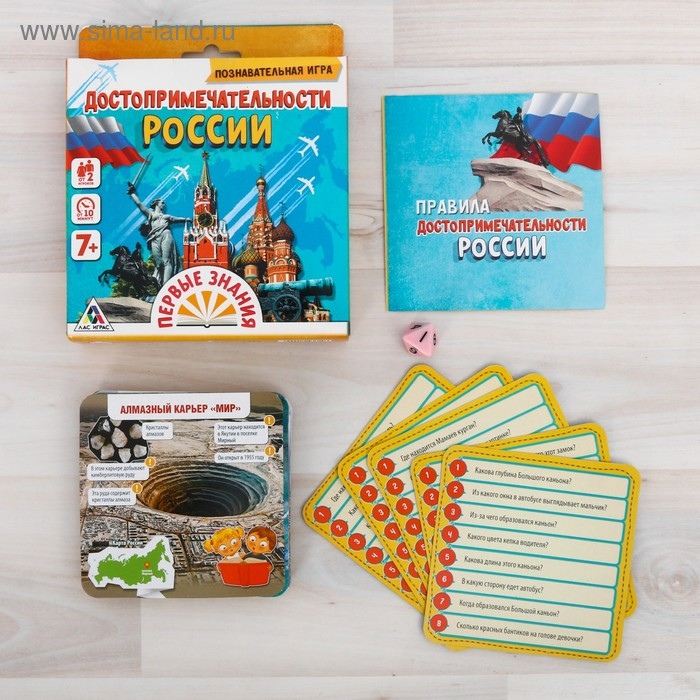 © www.sima-land.ru
ПОЗНАВАТЕЛЬНАЯ ИГРА
ДОСТОПРИМЕЧАТЕЛЬНОСТИ
РОССИИ
ОТ 2
ИГРОКОВ
ОТ 10
МИНУТ
7+
ПЕРВЫЕ ЗНАНИЯ
ЛАС ИГРАС
ПРАВИЛА
ДОСТОПРИМЕЧАТЕЛЬНОСТИ
РОССИИ
АЛМАЗНЫЙ КАРЬЕР «МИР»
Кристаллы
алмазов
Этот карьер находится
в Якутии в поселке
Мирный
Он открыт в 1955 году
В этом карьере добывают
кимберлитовую руду
Эта руда содержит
кристаллы алмаза
Карта России
Где находится Мамаев курган?
этот замок?
1 Какова глубина Большого каньона?
2 Из какого окна в автобусе выглядывает мальчик?
3 Из-за чего образовался каньон?
4 Какого цвета кепка водителя?
5 Какова длина этого каньона?
6 В какую сторону едет автобус?
7 Когда образовался Большой каньон?
8 Сколько красных бантиков на голове девочки?